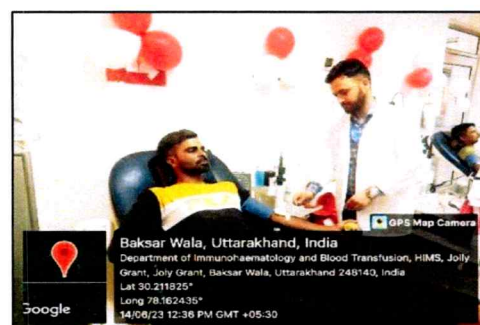 GPS Map Camera
Baksar Wala, Uttarakhand, India
Department of Immunohaematology and Blood Transfusion, HIMS, Jolly
Grant, Joly Grant, Baksar Wala, Uttarakhand 248140, India
Lat 30.211825°
Long 78.162435°
14/06/23 12:36 PM GMT +05:30
Google